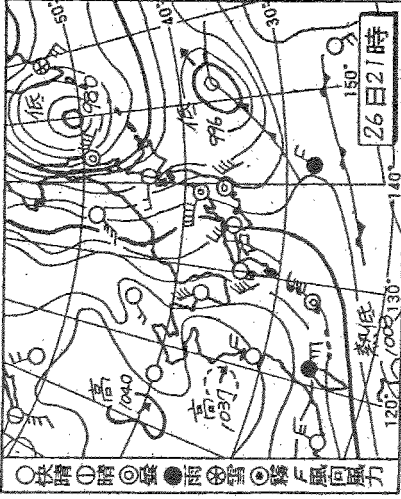 26日21時
50°
40°
30°
低
980
低
996
150°
140°
130°
120°
高
1040
高
1037
熱低
1008
快晴
晴
曇
雨
雪
霧
風向風力